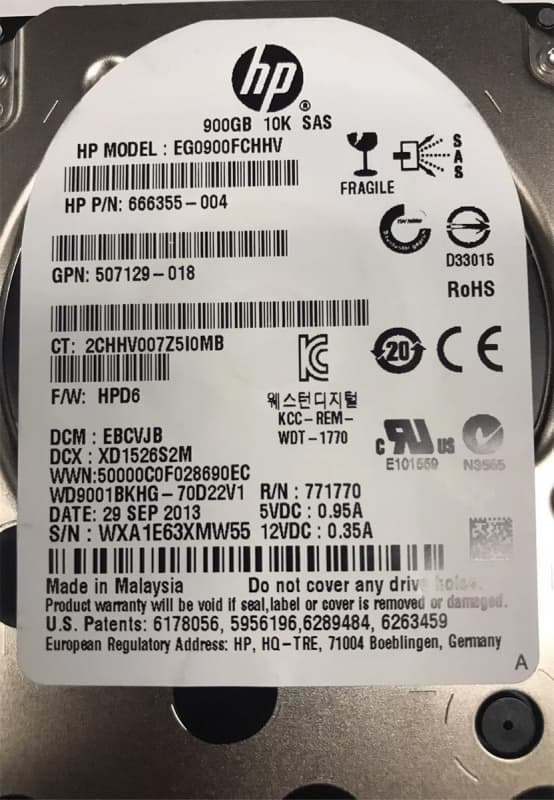 hp
®
900GB 10K SAS
HP MODEL : EG0900FCHHV
HP P/N: 666355-004
FRAGILE
SAS
GPN: 507129-018
D33015
RoHS
CT: 2CHHV007Z5I0MB
20
CE
F/W: HPD6
웨스턴디지털
KCC-REM-
WDT-1770
c RU us
E101559
N3565
DCM : EBCVJB
DCX : XD1526S2M
WWN:50000C0F028690EC
WD9001BKHG-70D22V1 R/N : 771770
DATE: 29 SEP 2013 5VDC : 0.95A
S/N : WXA1E63XMW55 12VDC : 0.35A
Made in Malaysia Do not cover any drive holes.
Product warranty will be void if seal,label or cover is removed or damaged.
U.S. Patents: 6178056, 5956196,6289484, 6263459
European Regulatory Address: HP, HQ-TRE, 71004 Boeblingen, Germany
A